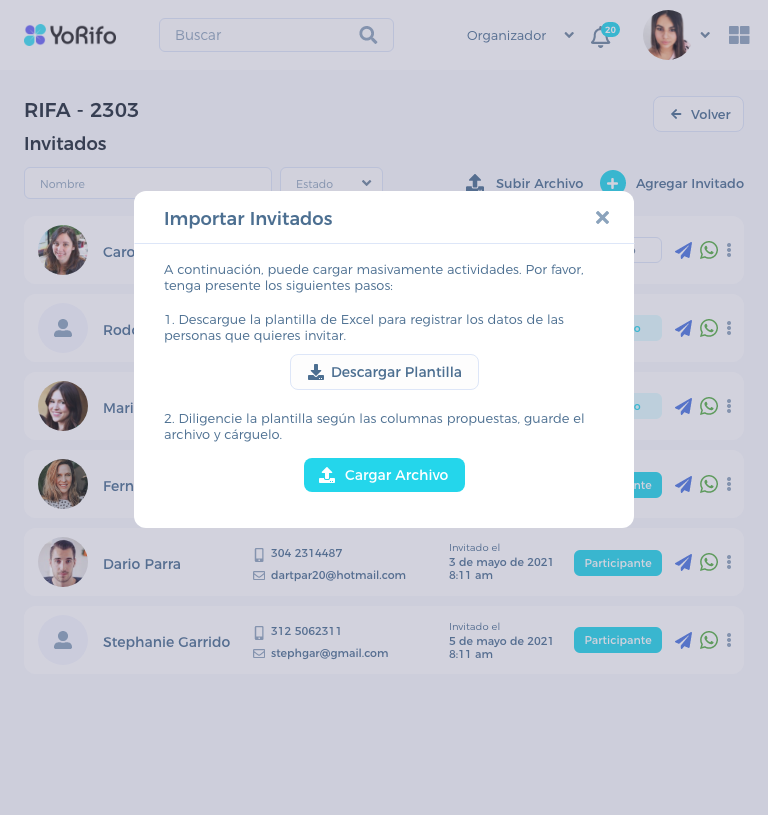 YoRifo
Buscar
Organizador
20
RIFA - 2303
Volver
Invitados
Nombre
Estado
Subir Archivo
Agregar Invitado
Importar Invitados
A continuación, puede cargar masivamente actividades. Por favor,
tenga presente los siguientes pasos:
1. Descargue la plantilla de Excel para registrar los datos de las
personas que quieres invitar.
Descargar Plantilla
2. Diligencie la plantilla según las columnas propuestas, guarde el
archivo y cárguelo.
Cargar Archivo
Dario Parra
304 2314487
dartpar20@hotmail.com
Invitado el
3 de mayo de 2021
8:11 am
Participante
Stephanie Garrido
312 5062311
stephgar@gmail.com
Invitado el
5 de mayo de 2021
8:11 am
Participante